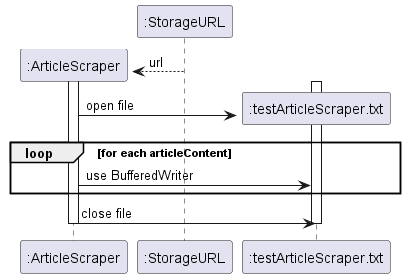 :StorageURL
:ArticleScraper
url
open file
:testArticleScraper.txt
loop [for each articleContent]
use BufferedWriter
close file
:ArticleScraper :StorageURL :testArticleScraper.txt